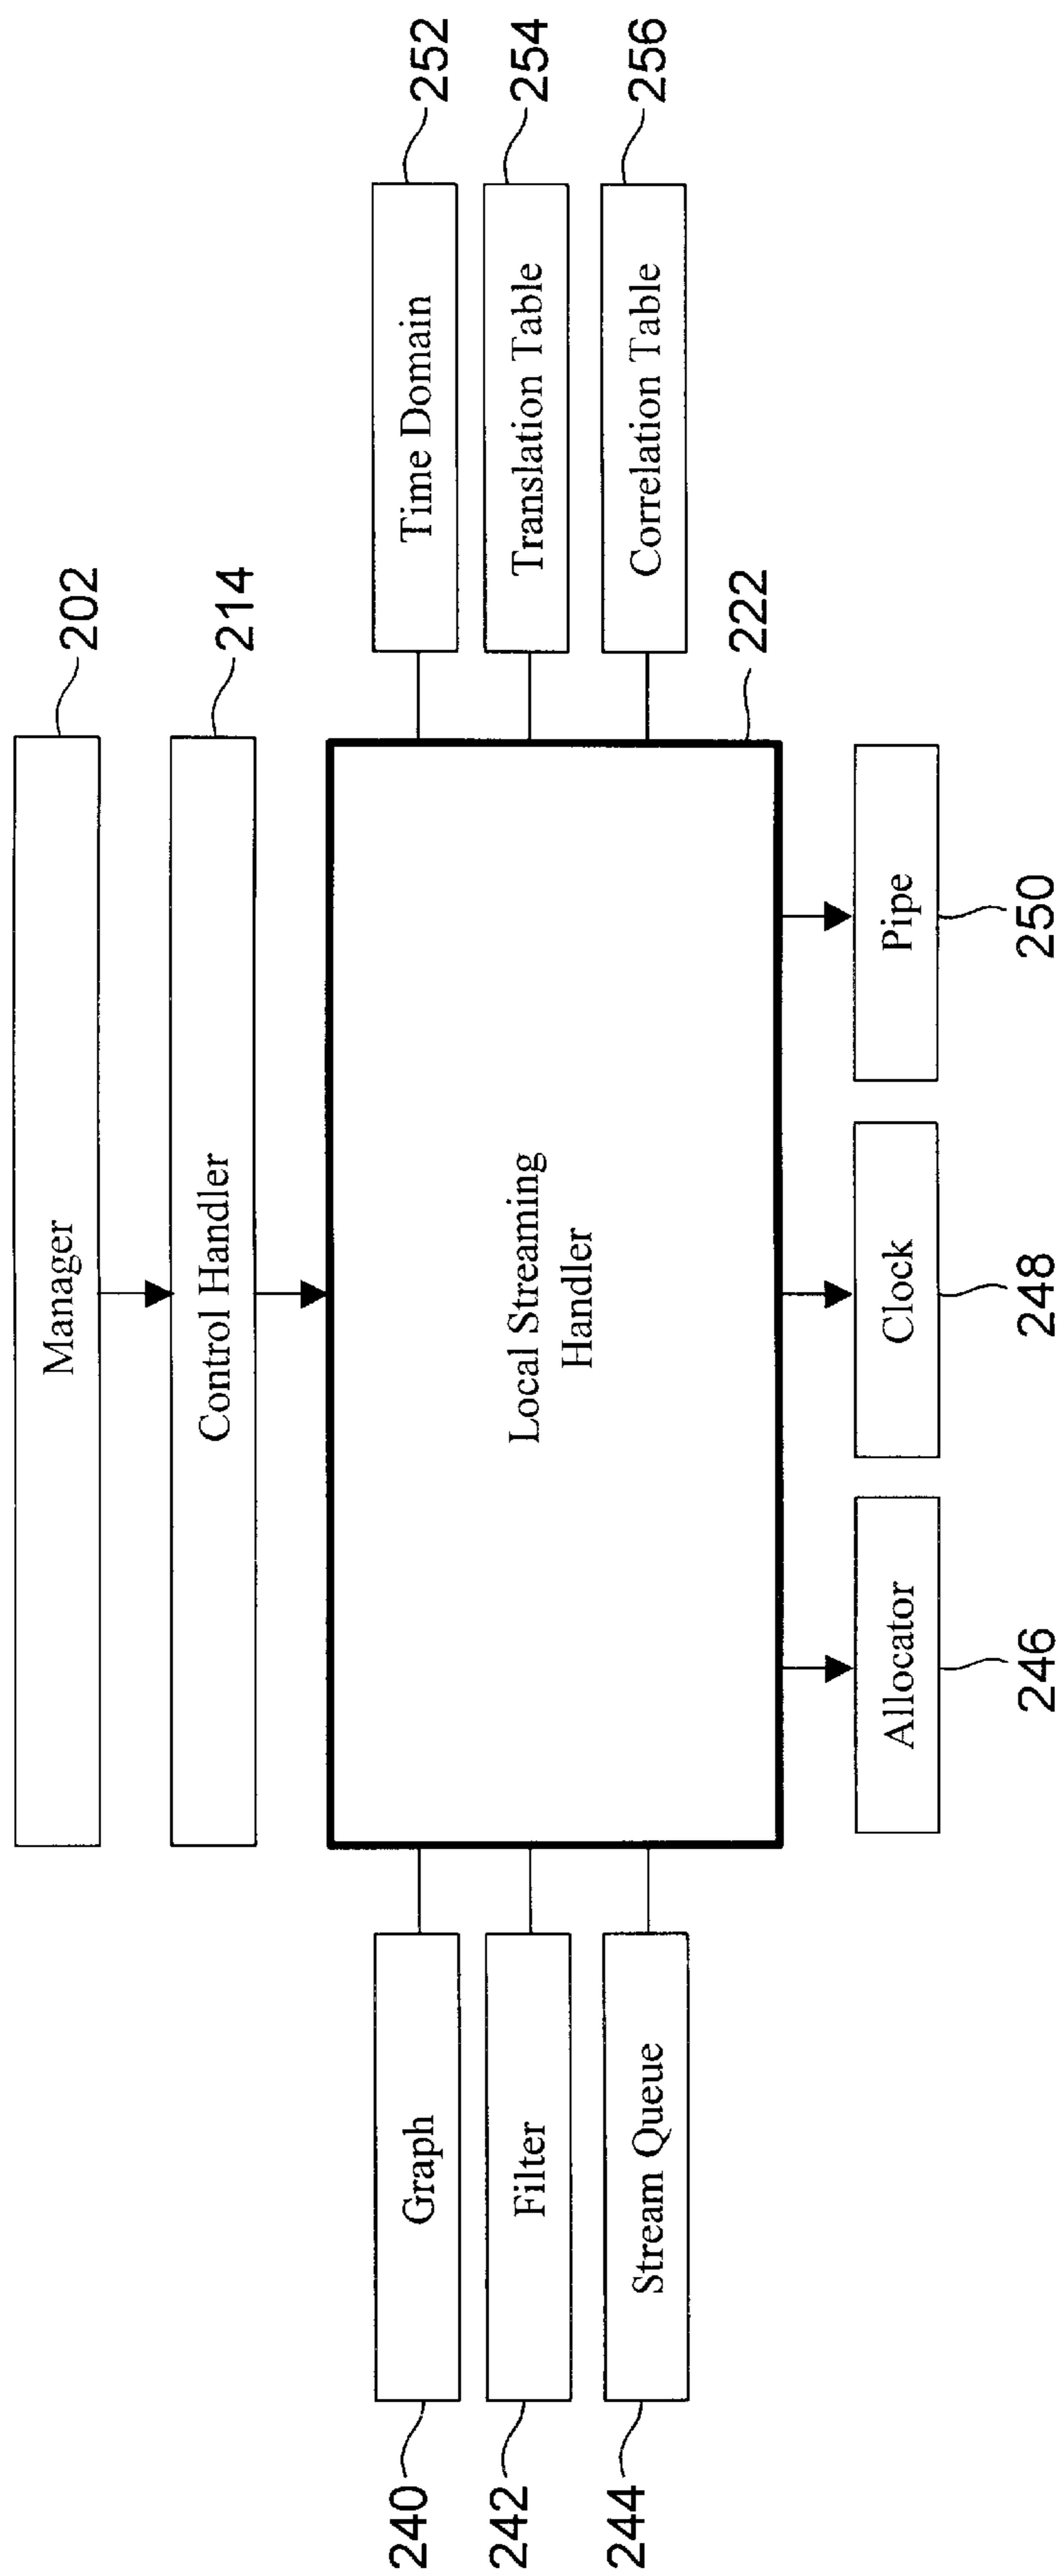 Manager
202
Control Handler
214
Local Streaming
Handler
222
Graph
240
Filter
242
Stream Queue
244
Time Domain
252
Translation Table
254
Correlation Table
256
Allocator
246
Clock
248
Pipe
250